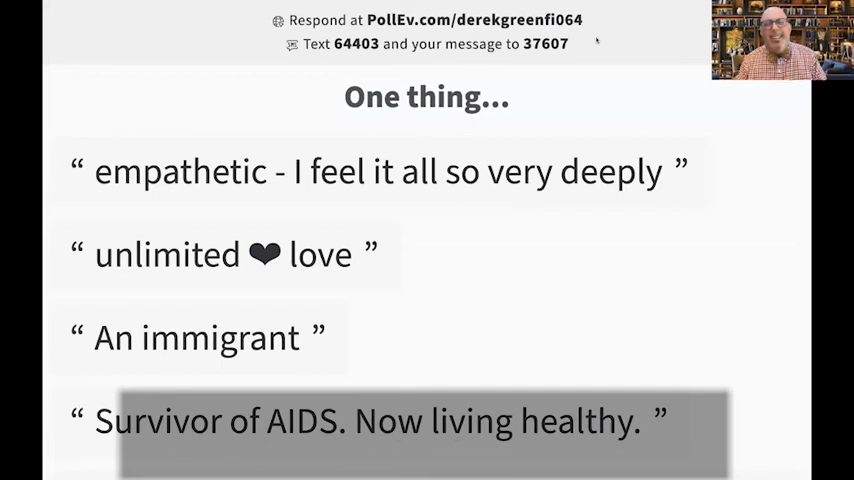 Respond at PollEv.com/derekgreenfi064
Text 64403 and your message to 37607
One thing...
“ empathetic - I feel it all so very deeply ”
“ unlimited ❤ love ”
“ An immigrant ”
“ Survivor of AIDS. Now living healthy. ”